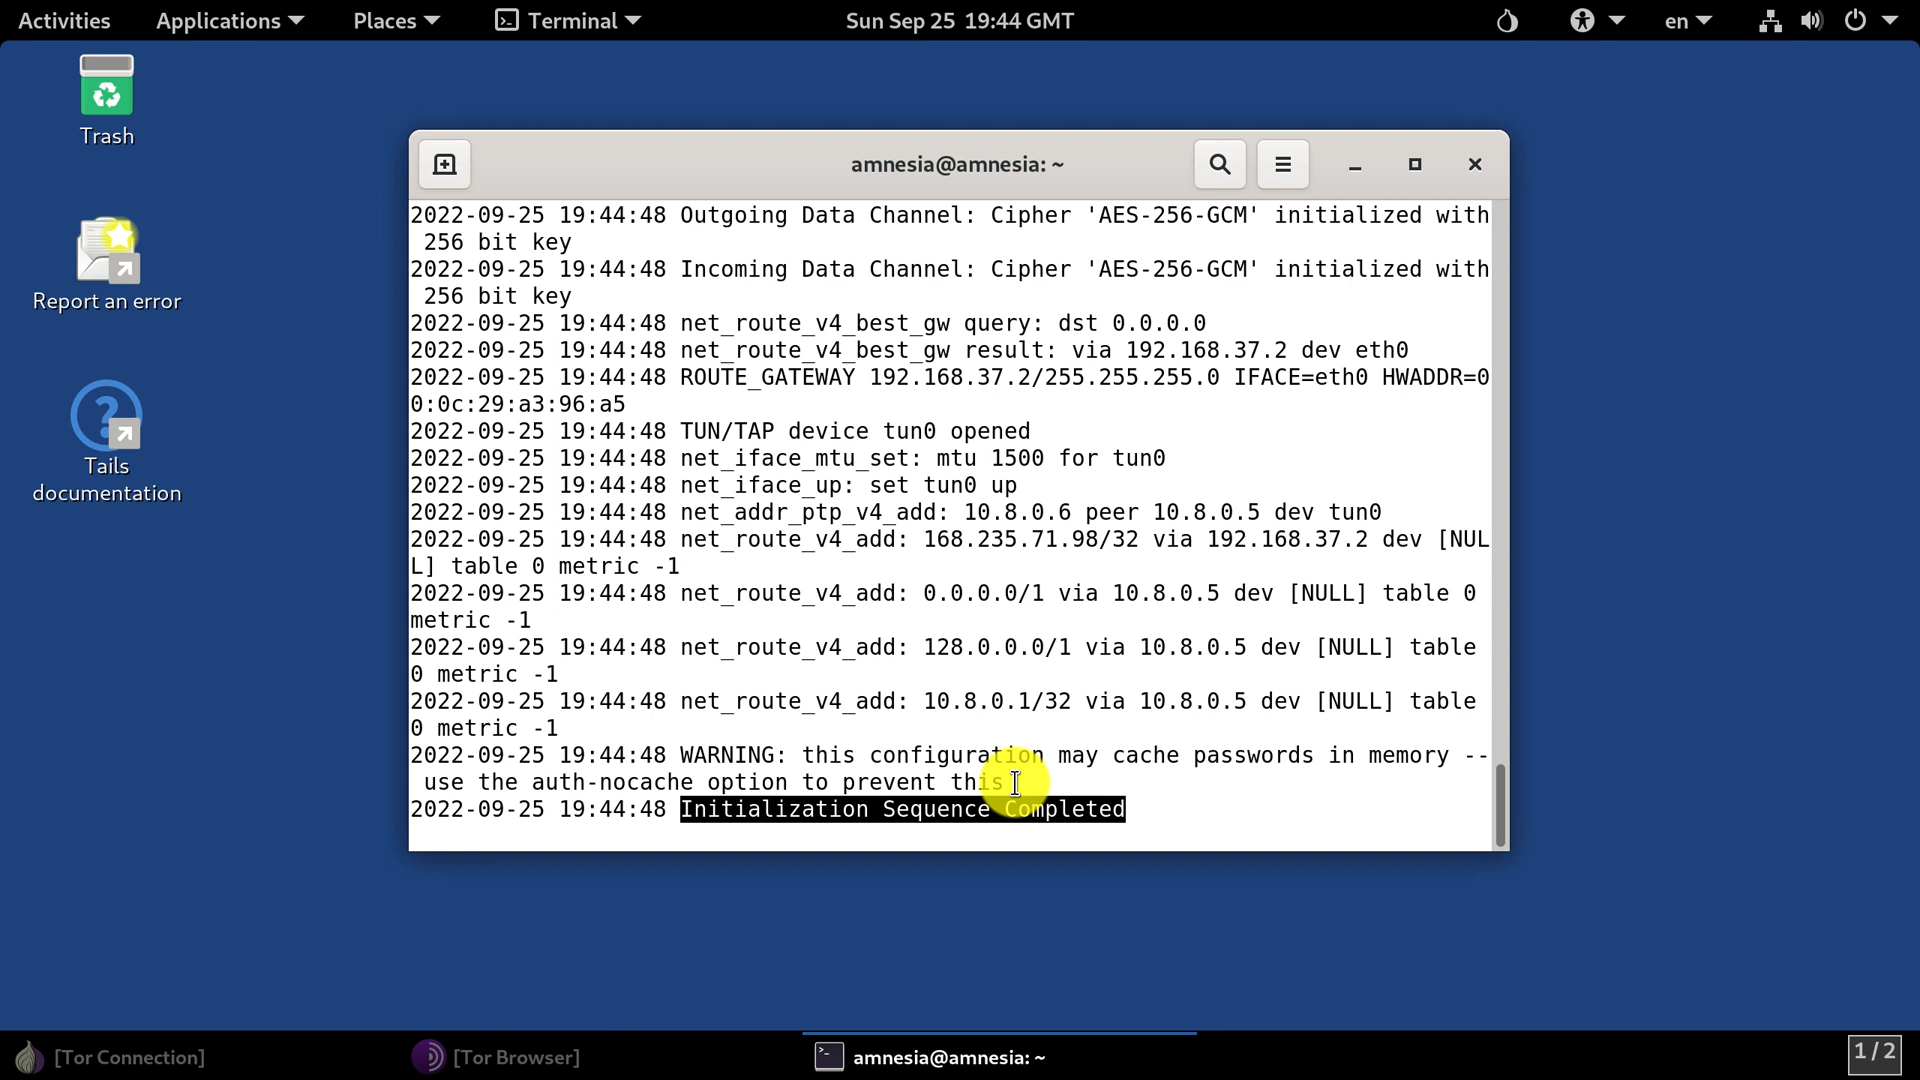 Activities Applications Places Terminal Sun Sep 25 19:44 GMT en
Trash
Report an error
Tails
documentation
amnesia@amnesia: ~
2022-09-25 19:44:48 Outgoing Data Channel: Cipher 'AES-256-GCM' initialized with
256 bit key
2022-09-25 19:44:48 Incoming Data Channel: Cipher 'AES-256-GCM' initialized with
256 bit key
2022-09-25 19:44:48 net_route_v4_best_gw query: dst 0.0.0.0
2022-09-25 19:44:48 net_route_v4_best_gw result: via 192.168.37.2 dev eth0
2022-09-25 19:44:48 ROUTE_GATEWAY 192.168.37.2/255.255.255.0 IFACE=eth0 HWADDR=0
0:0c:29:a3:96:a5
2022-09-25 19:44:48 TUN/TAP device tun0 opened
2022-09-25 19:44:48 net_iface_mtu_set: mtu 1500 for tun0
2022-09-25 19:44:48 net_iface_up: set tun0 up
2022-09-25 19:44:48 net_addr_ptp_v4_add: 10.8.0.6 peer 10.8.0.5 dev tun0
2022-09-25 19:44:48 net_route_v4_add: 168.235.71.98/32 via 192.168.37.2 dev [NUL
L] table 0 metric -1
2022-09-25 19:44:48 net_route_v4_add: 0.0.0.0/1 via 10.8.0.5 dev [NULL] table 0
metric -1
2022-09-25 19:44:48 net_route_v4_add: 128.0.0.0/1 via 10.8.0.5 dev [NULL] table
0 metric -1
2022-09-25 19:44:48 net_route_v4_add: 10.8.0.1/32 via 10.8.0.5 dev [NULL] table
0 metric -1
2022-09-25 19:44:48 WARNING: this configuration may cache passwords in memory --
use the auth-nocache option to prevent this
2022-09-25 19:44:48 Initialization Sequence Completed
[Tor Connection] [Tor Browser] amnesia@amnesia: ~ 1/2